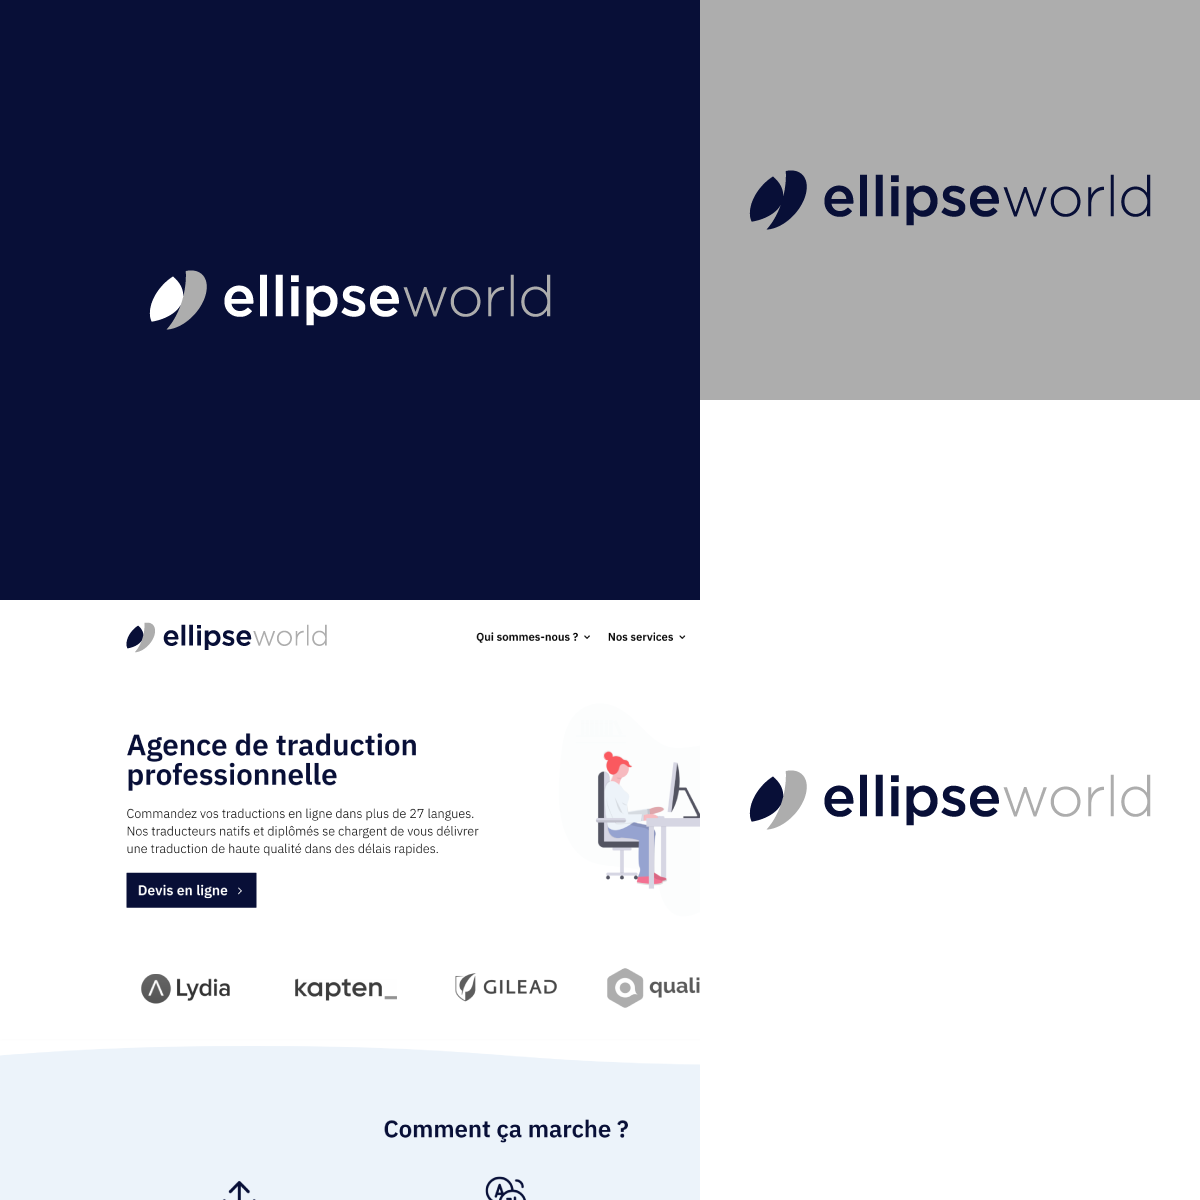 ellipseworld
ellipseworld
ellipseworld
Qui sommes-nous ?
Nos services
Agence de traduction
professionnelle
Commandez vos traductions en ligne dans plus de 27 langues.
Nos traducteurs natifs et diplômés se chargent de vous délivrer
une traduction de haute qualité dans des délais rapides.
Devis en ligne
Lydia
kapten_
GILEAD
quali
Comment ça marche ?
A
ellipseworld